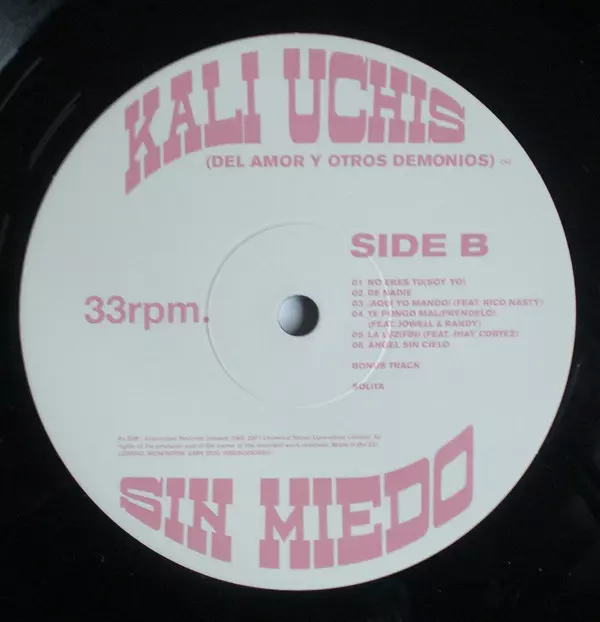 KALI UCHIS
(DEL AMOR Y OTROS DEMONIOS)
SIDE B
33rpm.
01 NO ERES TU(SOY YO)
02 DE NADIE
03 ¡AQUÍ YO MANDO! (FEAT. RICO NASTY)
04 TE PONGO MAL(PRENDELO)
(FEAT.JOWELL & RANDY)
05 LA LUZ(FIN) (FEAT. JHAY CORTEZ)
06 ÁNGEL SIN CIELO
BONUS TRACK
SOLITA
SIN MIEDO